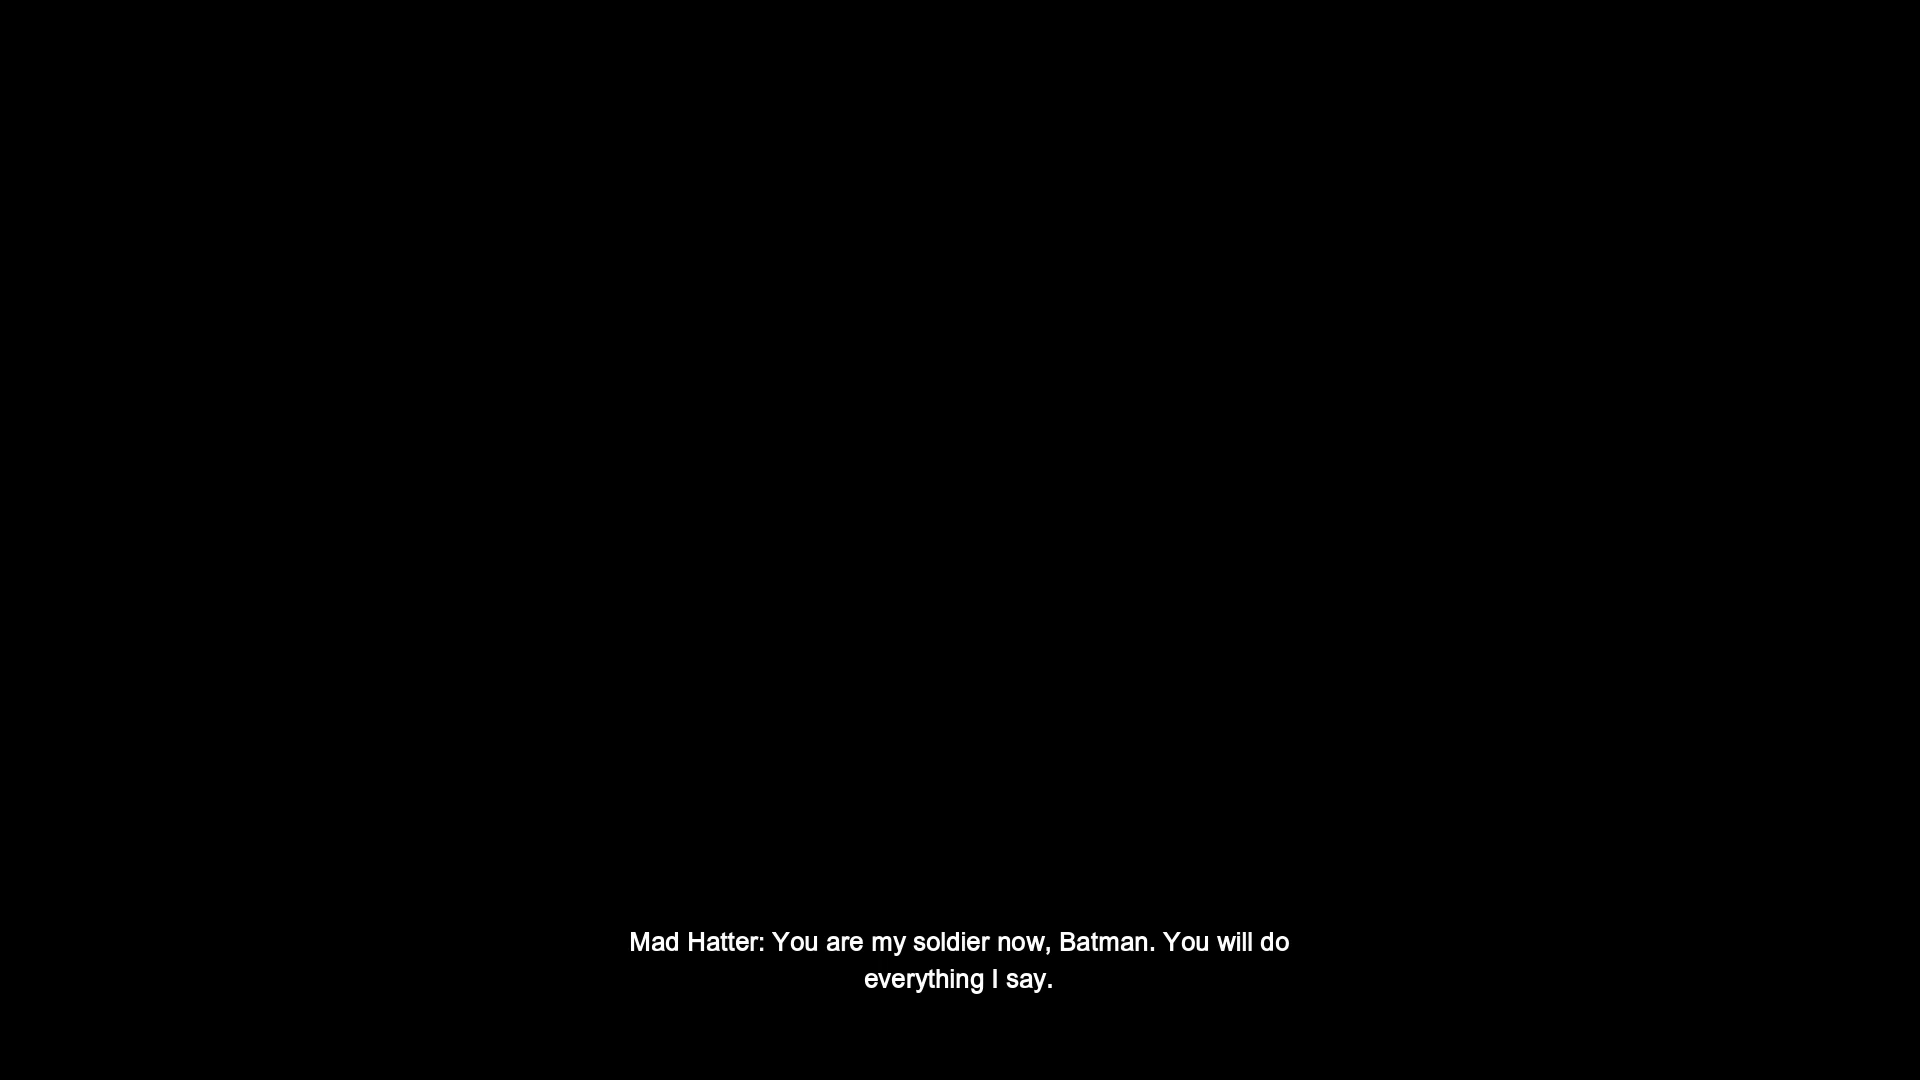 Mad Hatter: You are my soldier now, Batman. You will do
everything I say.